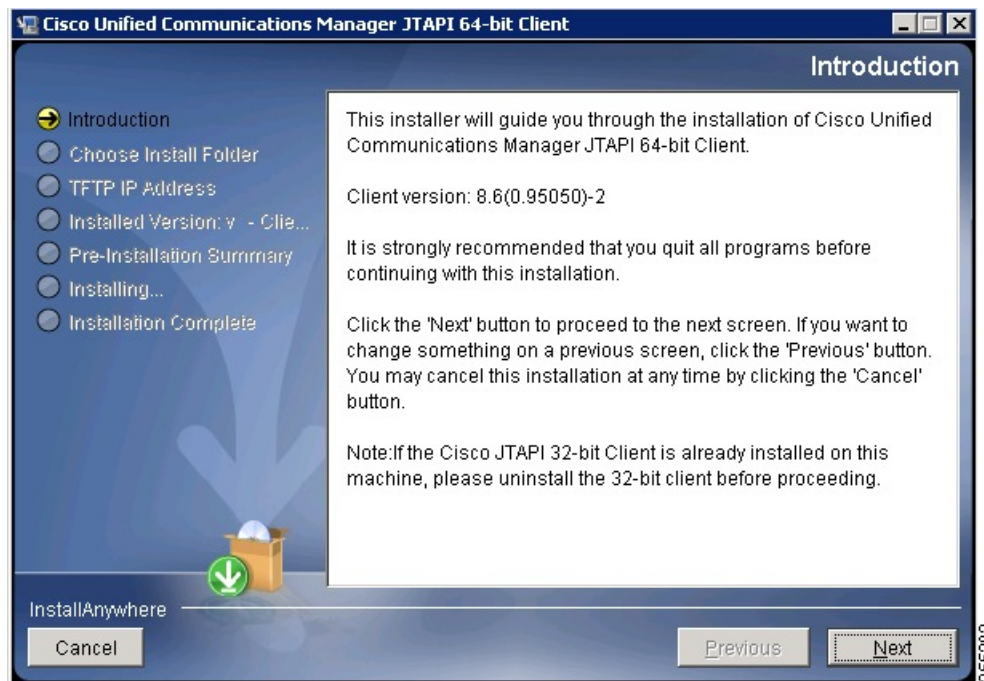 Cisco Unified Communications Manager JTAPI 64-bit Client
Introduction
Introduction
Choose Install Folder
TFTP IP Address
Installed Version: v - Clie...
Pre-Installation Summary
Installing...
Installation Complete
This installer will guide you through the installation of Cisco Unified
Communications Manager JTAPI 64-bit Client.
Client version: 8.6(0.95050)-2
It is strongly recommended that you quit all programs before
continuing with this installation.
Click the 'Next' button to proceed to the next screen. If you want to
change something on a previous screen, click the 'Previous' button.
You may cancel this installation at any time by clicking the 'Cancel'
button.
Note:If the Cisco JTAPI 32-bit Client is already installed on this
machine, please uninstall the 32-bit client before proceeding.
InstallAnywhere
Cancel
Previous
Next